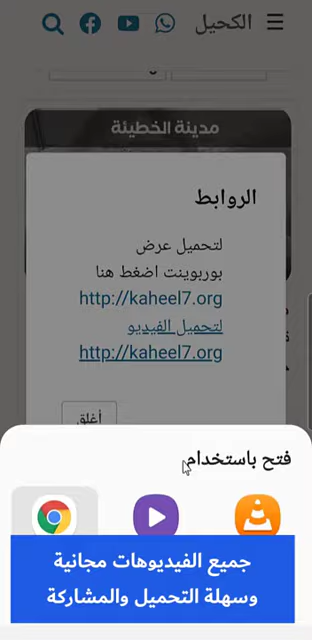 الكحيل
مدينة الخطيئة
الروابط
لتحميل عرض
بوربوينت اضغط هنا
http://kaheel7.org
لتحميل الفيديو
http://kaheel7.org
أغلق
فتح باستخدام
جميع الفيديوهات مجانية
وسهلة التحميل والمشاركة